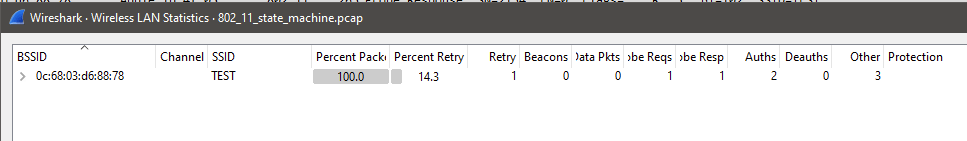 Wireshark · Wireless LAN Statistics · 802_11_state_machine.pcap
BSSID Channel SSID Percent Packe Percent Retry Retry Beacons Data Pkts obe Reqs obe Resp Auths Deauths Other Protection
0c:68:03:d6:88:78 TEST 100.0 14.3 1 0 0 1 1 2 0 3